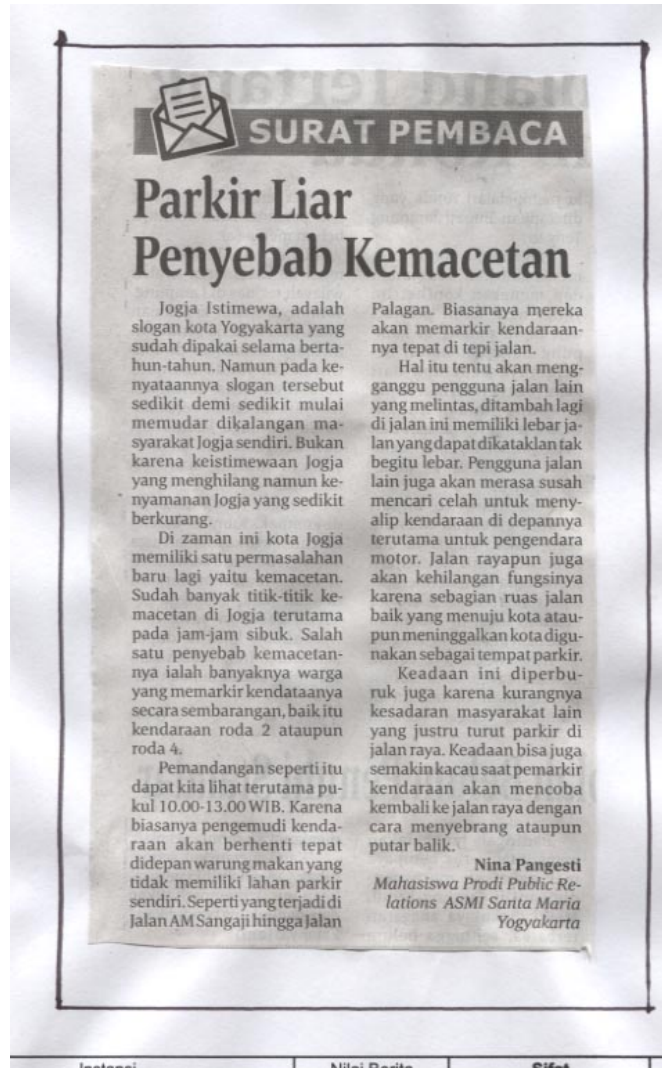 SURAT PEMBACA
Parkir Liar
Penyebab Kemacetan
Jogja Istimewa, adalah
slogan kota Yogyakarta yang
sudah dipakai selama berta-
hun-tahun. Namun pada ke-
nyataannya slogan tersebut
sedikit demi sedikit mulai
memudar dikalangan ma-
syarakat Jogja sendiri. Bukan
karena keistimewaan Jogja
yang menghilang namun ke-
nyamanan Jogja yang sedikit
berkurang.
Di zaman ini kota Jogja
memiliki satu permasalahan
baru lagi yaitu kemacetan.
Sudah banyak titik-titik ke-
macetan di Jogja terutama
pada jam-jam sibuk. Salah
satu penyebab kemacetan-
nya ialah banyaknya warga
yang memarkir kendataanya
secara sembarangan, baik itu
kendaraan roda 2 ataupun
roda 4.
Pemandangan seperti itu
dapat kita lihat terutama pu-
kul 10.00-13.00 WIB. Karena
biasanya pengemudi kenda-
raan akan berhenti tepat
didepan warung makan yang
tidak memiliki lahan parkir
sendiri. Seperti yang terjadi di
Jalan AM Sangaji hingga Jalan
Palagan. Biasanaya mereka
akan memarkir kendaraan-
nya tepat di tepi jalan.
Hal itu tentu akan meng-
ganggu pengguna jalan lain
yang melintas, ditambah lagi
di jalan ini memiliki lebar ja-
lan yang dapat dikataklan tak
begitu lebar. Pengguna jalan
lain juga akan merasa susah
mencari celah untuk meny-
alip kendaraan di depannya
terutama untuk pengendara
motor. Jalan rayapun juga
akan kehilangan fungsinya
karena sebagian ruas jalan
baik yang menuju kota atau-
pun meninggalkan kota digu-
nakan sebagai tempat parkir.
Keadaan ini diperbu-
ruk juga karena kurangnya
kesadaran masyarakat lain
yang justru turut parkir di
jalan raya. Keadaan bisa juga
semakin kacau saat pemarkir
kendaraan akan mencoba
kembali ke jalan raya dengan
cara menyebrang ataupun
putar balik.
Nina Pangesti
Mahasiswa Prodi Public Re-
lations ASMI Santa Maria
Yogyakarta
Instansi
Nilai Berita
Sifat